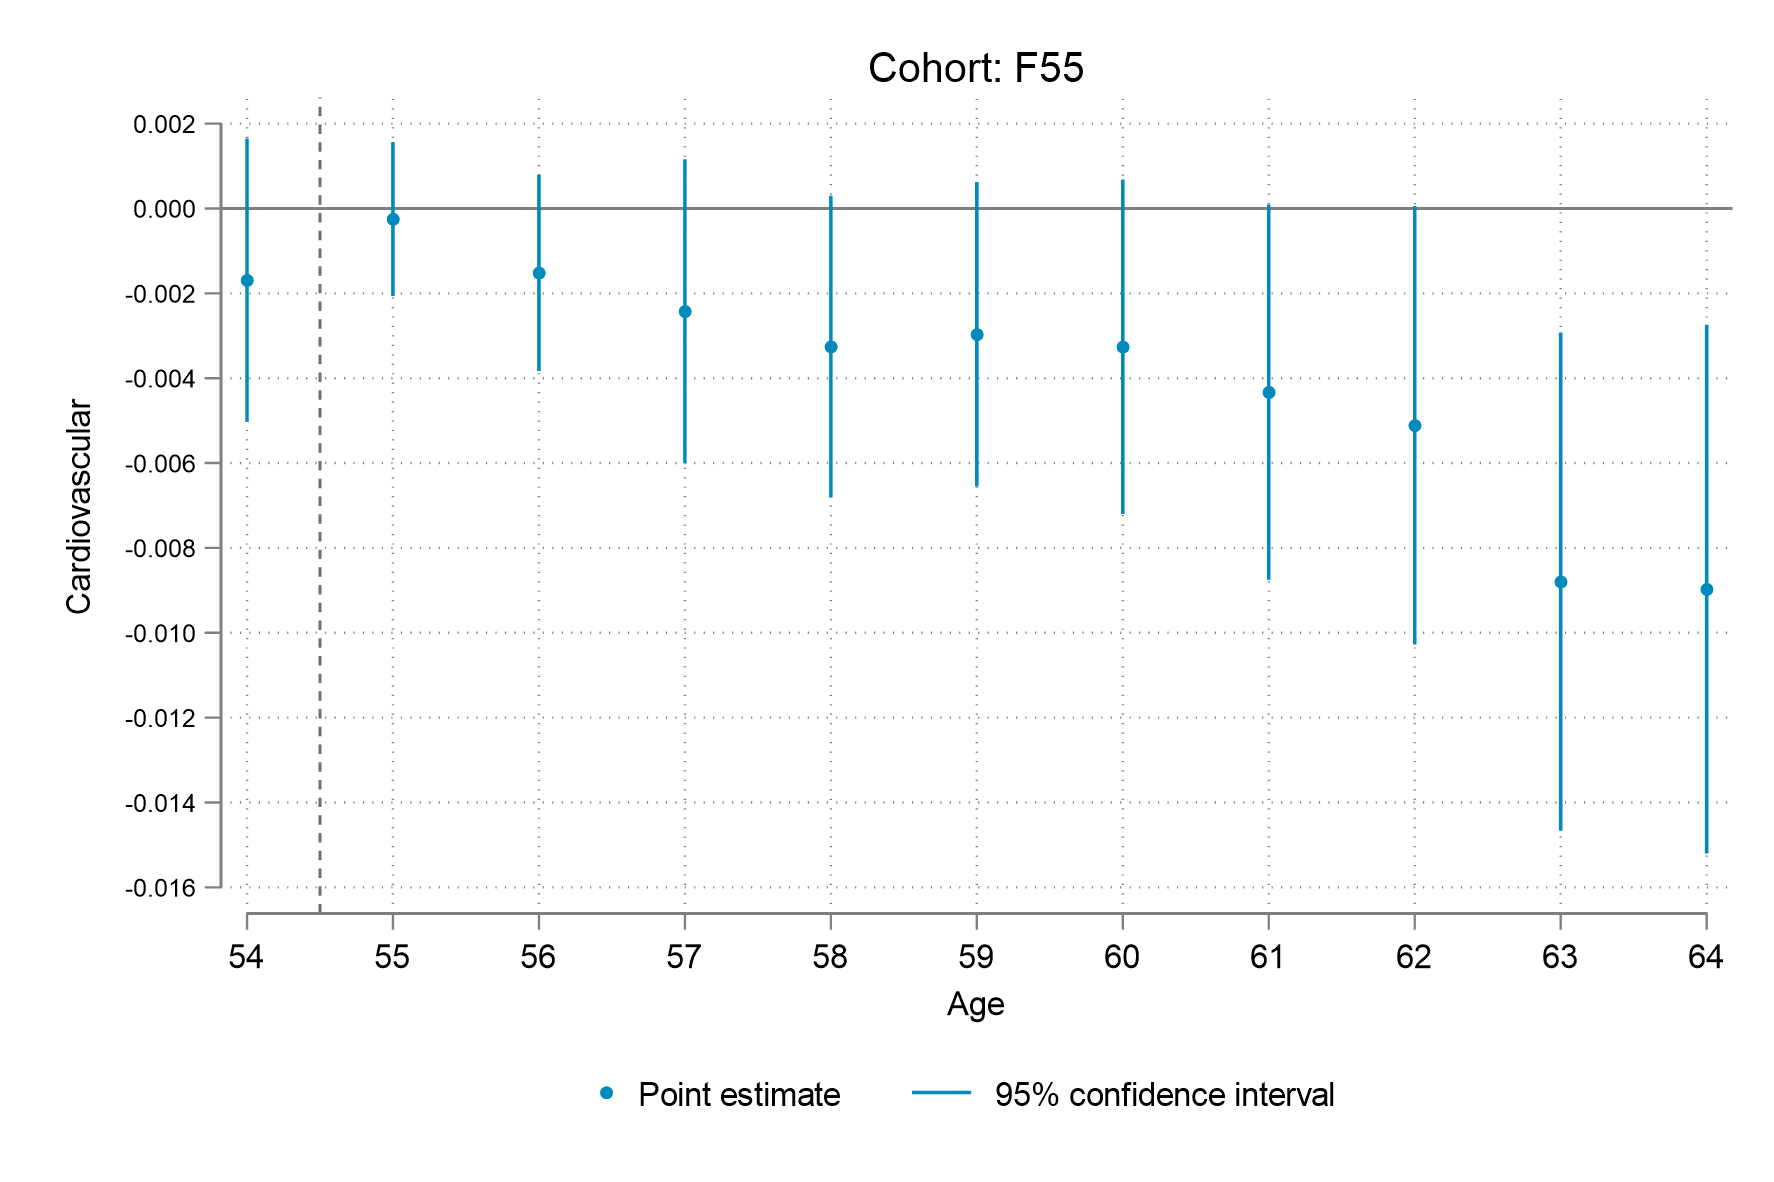 Cohort: F55
0.002
0.000
-0.002
-0.004
-0.006
-0.008
-0.010
-0.012
-0.014
-0.016
Cardiovascular
54 55 56 57 58 59 60 61 62 63 64
Age
Point estimate 95% confidence interval